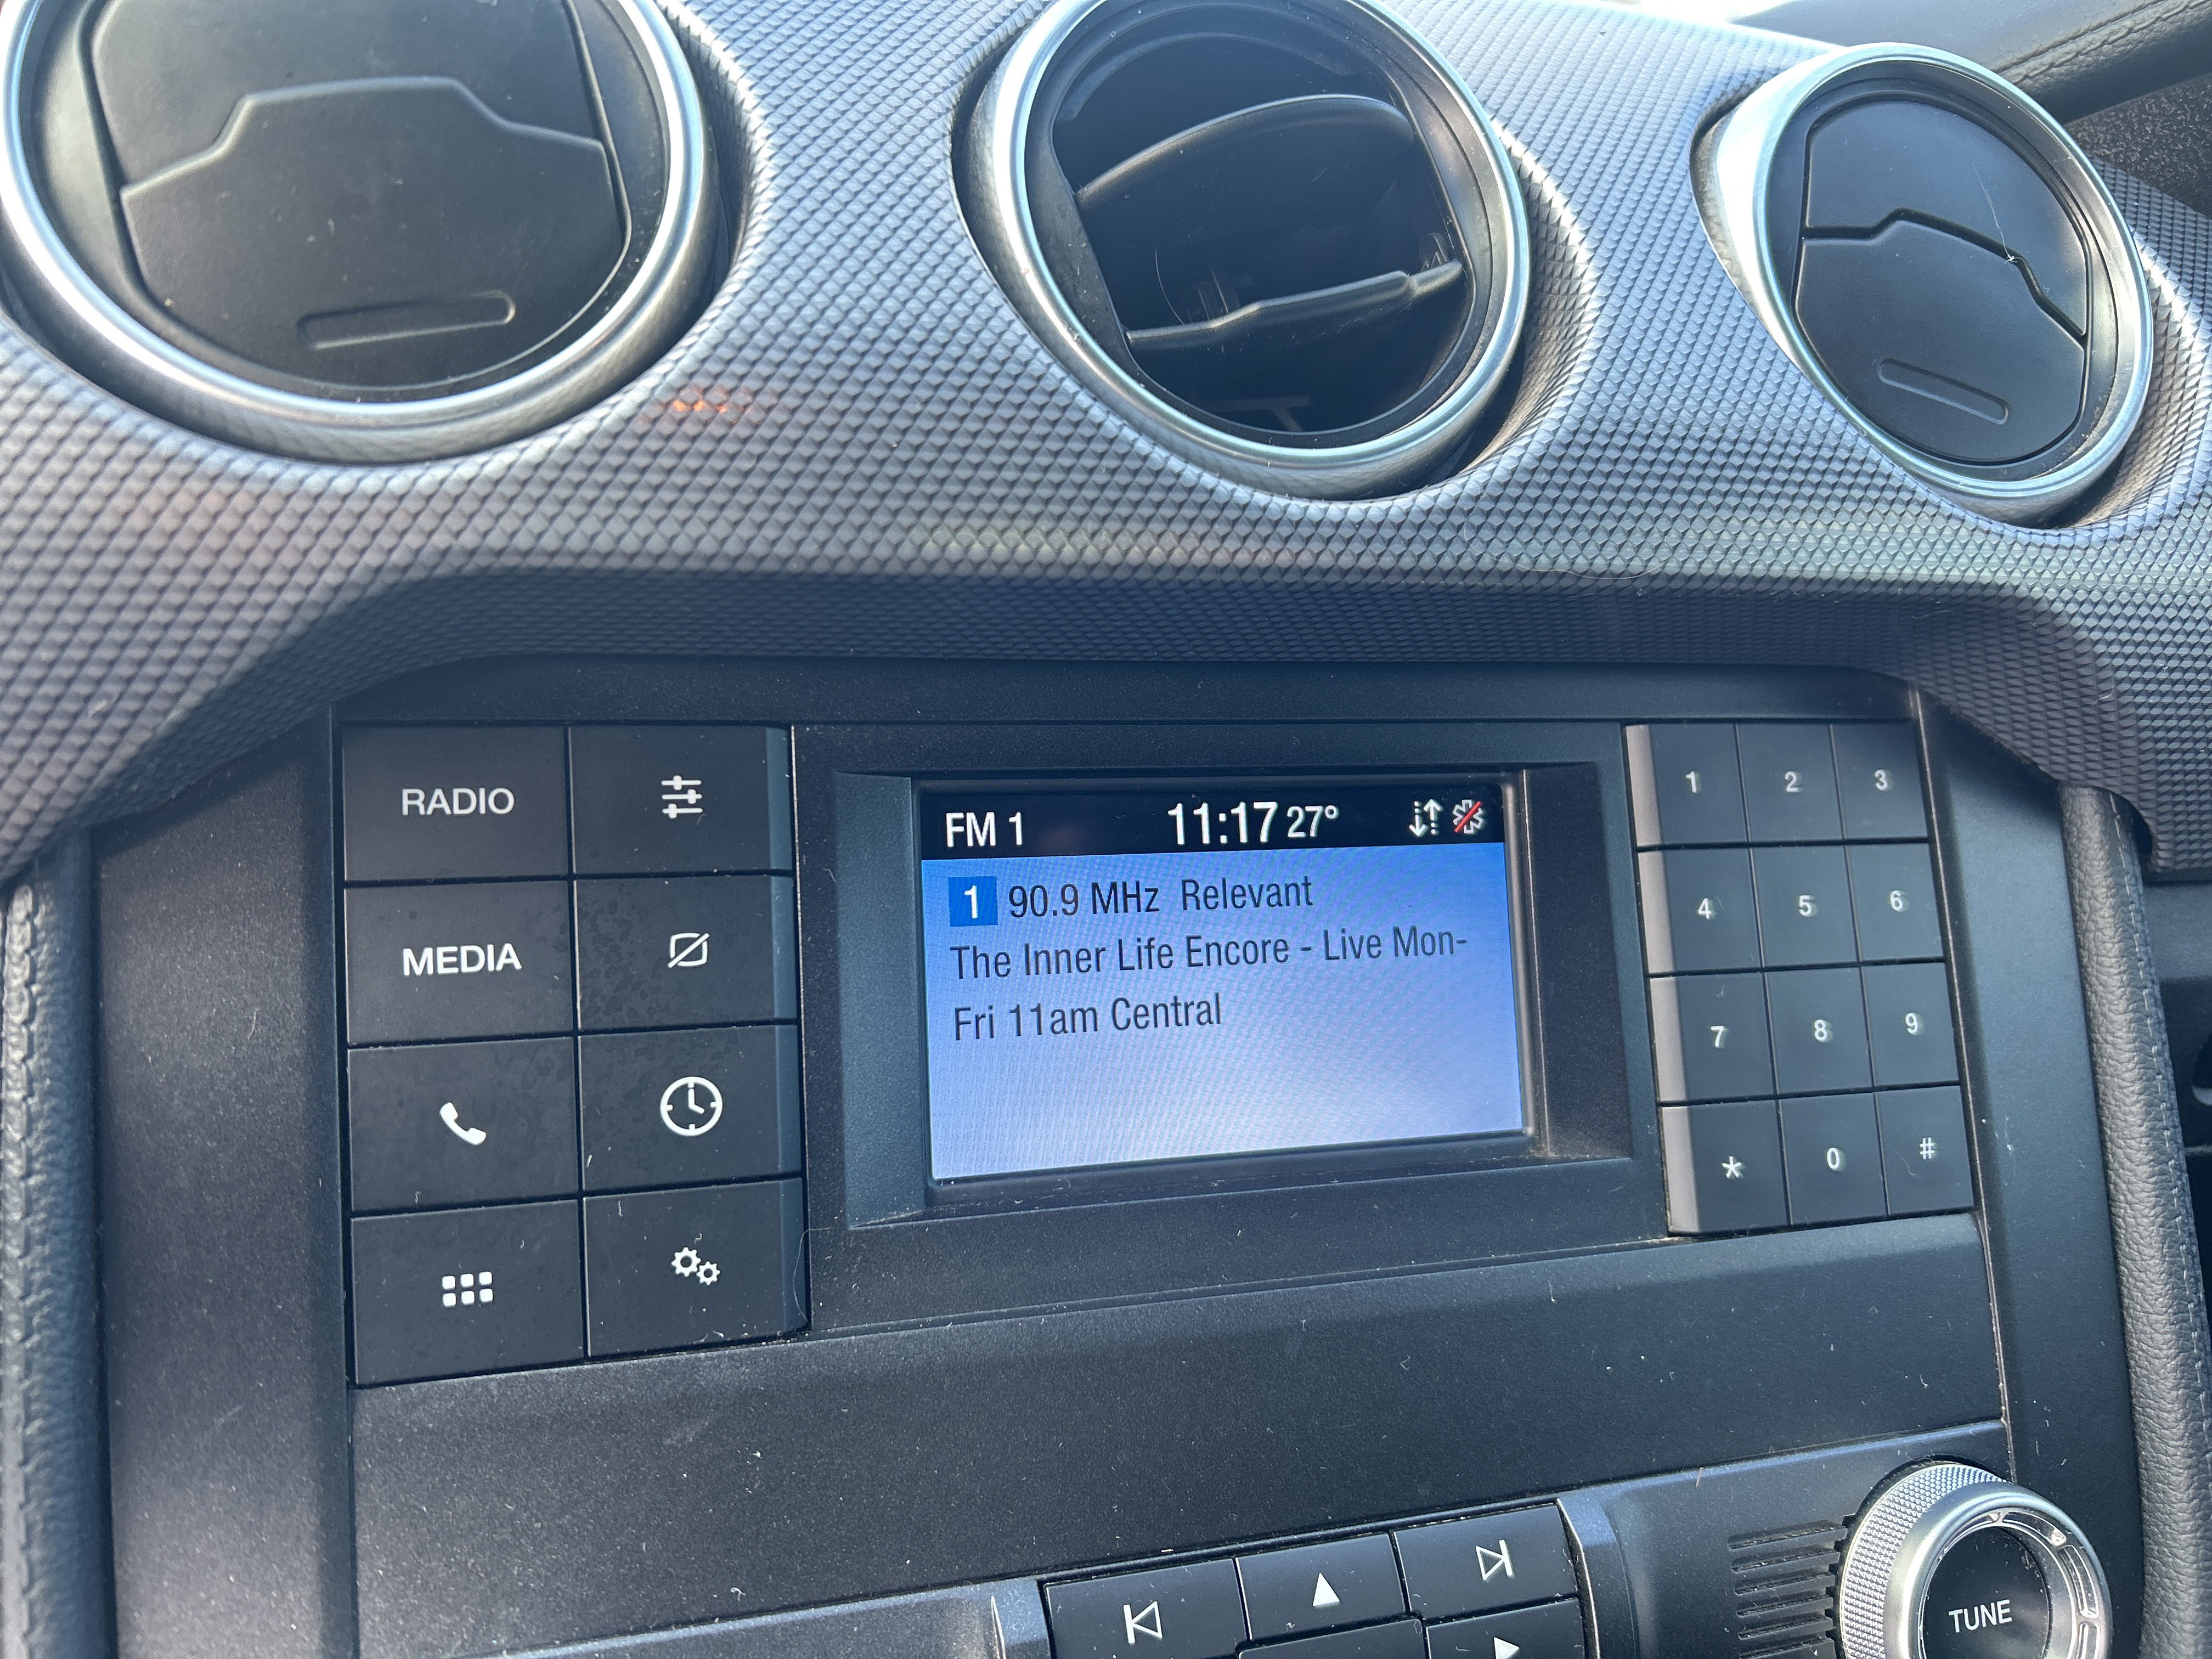 FM 1 11:17 27°
1 90.9 MHz Relevant
The Inner Life Encore - Live Mon-
Fri 11am Central
RADIO
MEDIA
1 2 3
4 5 6
7 8 9
* 0 #
TUNE